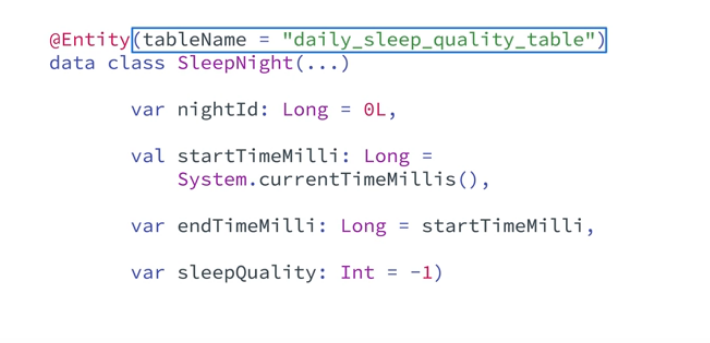 @Entity(tableName = "daily_sleep_quality_table")
data class SleepNight(...)
var nightId: Long = 0L,
val startTimeMilli: Long =
System.currentTimeMillis(),
var endTimeMilli: Long = startTimeMilli,
var sleepQuality: Int = -1)